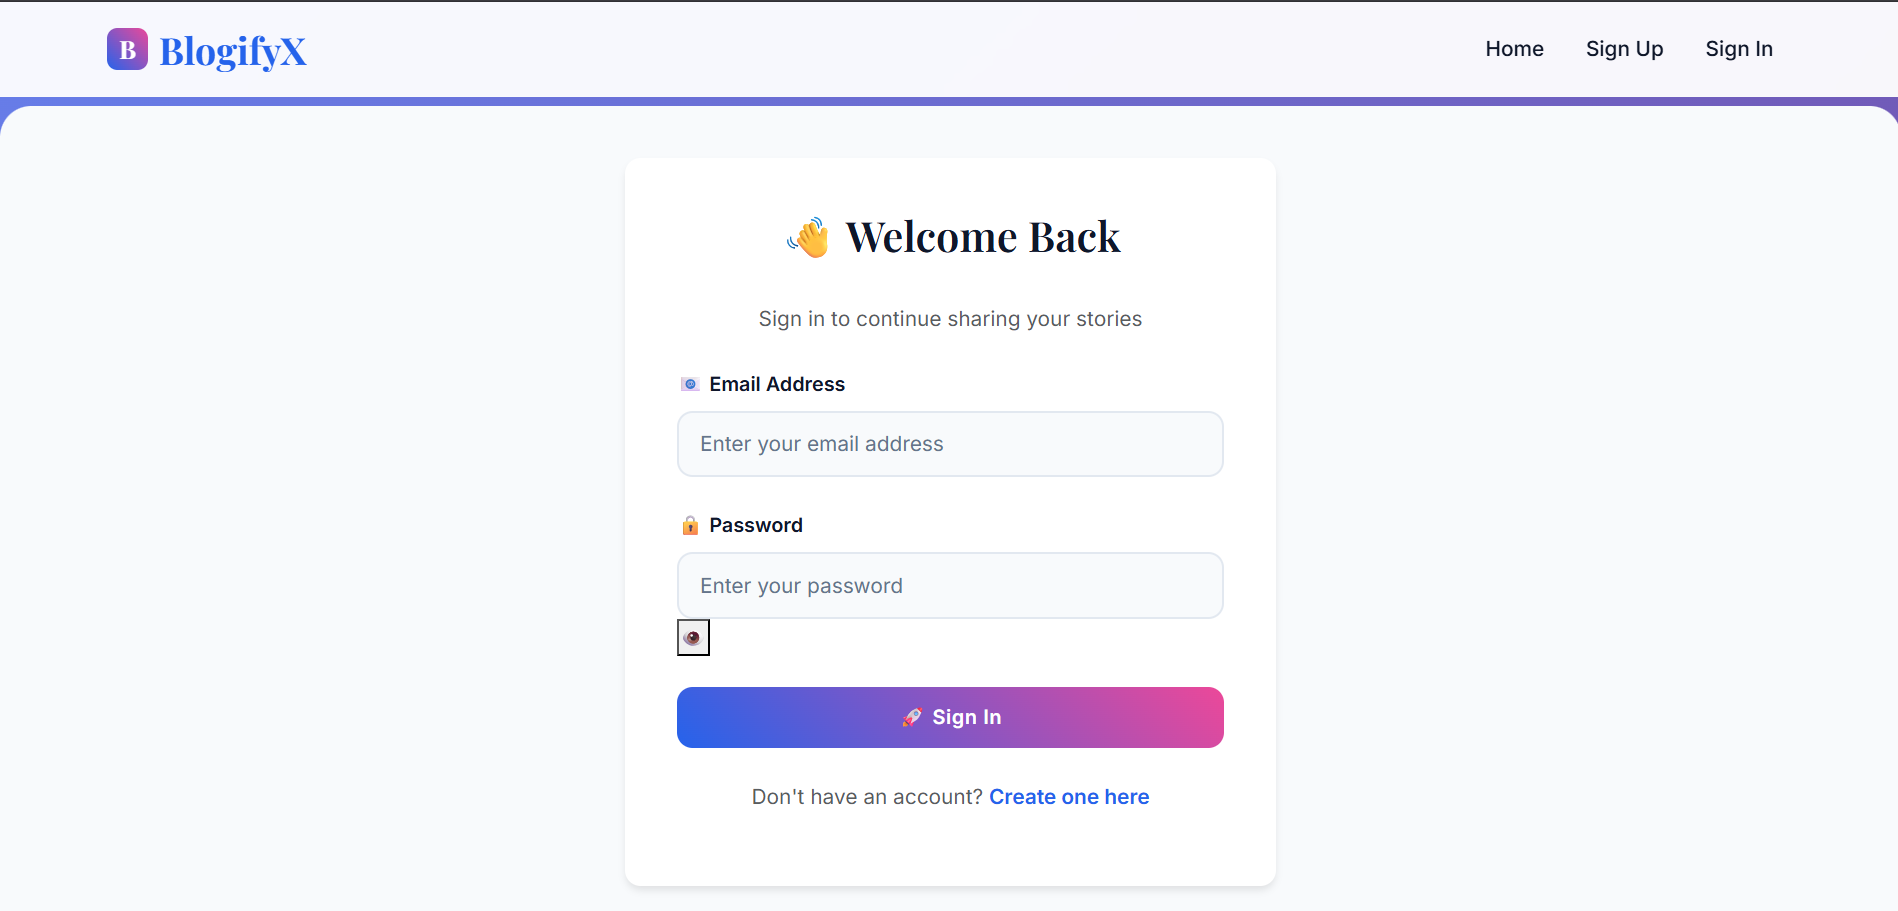 B BlogifyX
Home Sign Up Sign In
👋 Welcome Back
Sign in to continue sharing your stories
📧 Email Address
Enter your email address
🔒 Password
Enter your password
👁️
🚀 Sign In
Don't have an account? Create one here